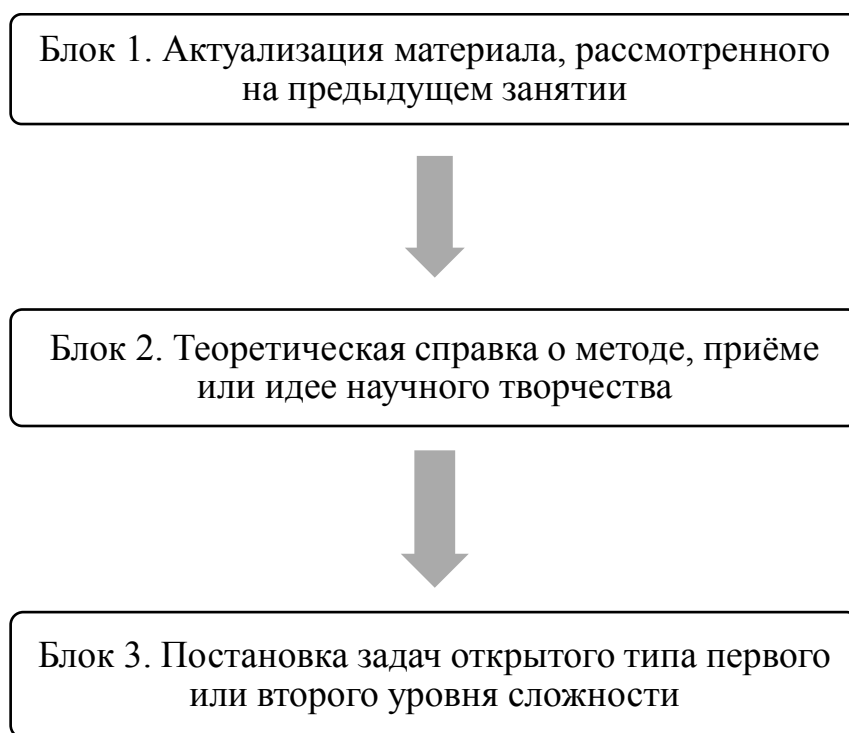 Блок 1. Актуализация материала, рассмотренного
на предыдущем занятии
Блок 2. Теоретическая справка о методе, приёме
или идее научного творчества
Блок 3. Постановка задач открытого типа первого
или второго уровня сложности